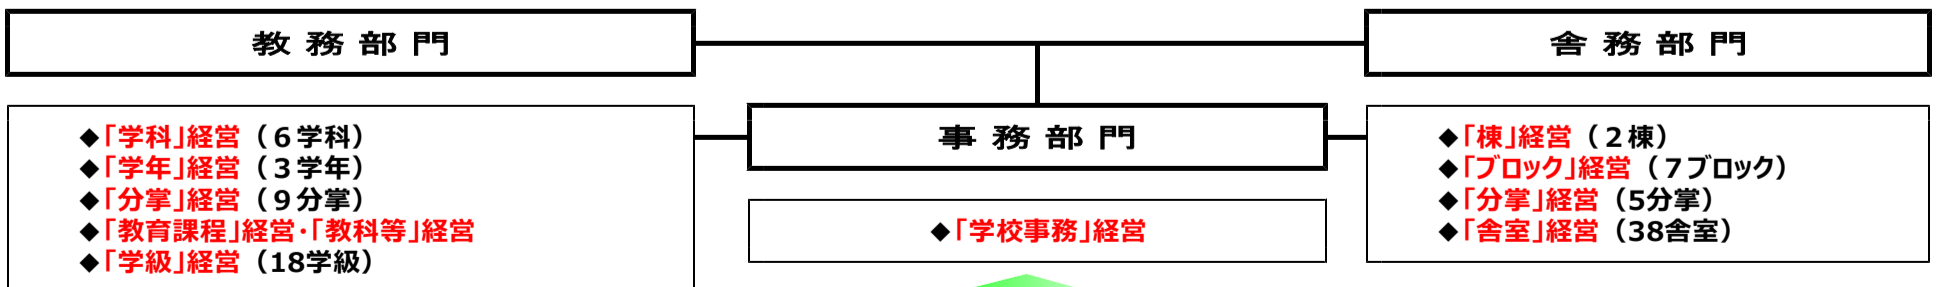 教務部門
◆「学科」経営（６学科）
◆「学年」経営（３学年）
◆「分掌」経営（９分掌）
◆「教育課程」経営・「教科等」経営
◆「学級」経営（18学級）
事務部門
◆「学校事務」経営
舎務部門
◆「棟」経営（２棟）
◆「ブロック」経営（７ブロック）
◆「分掌」経営（5分掌）
◆「舎室」経営（38舎室）